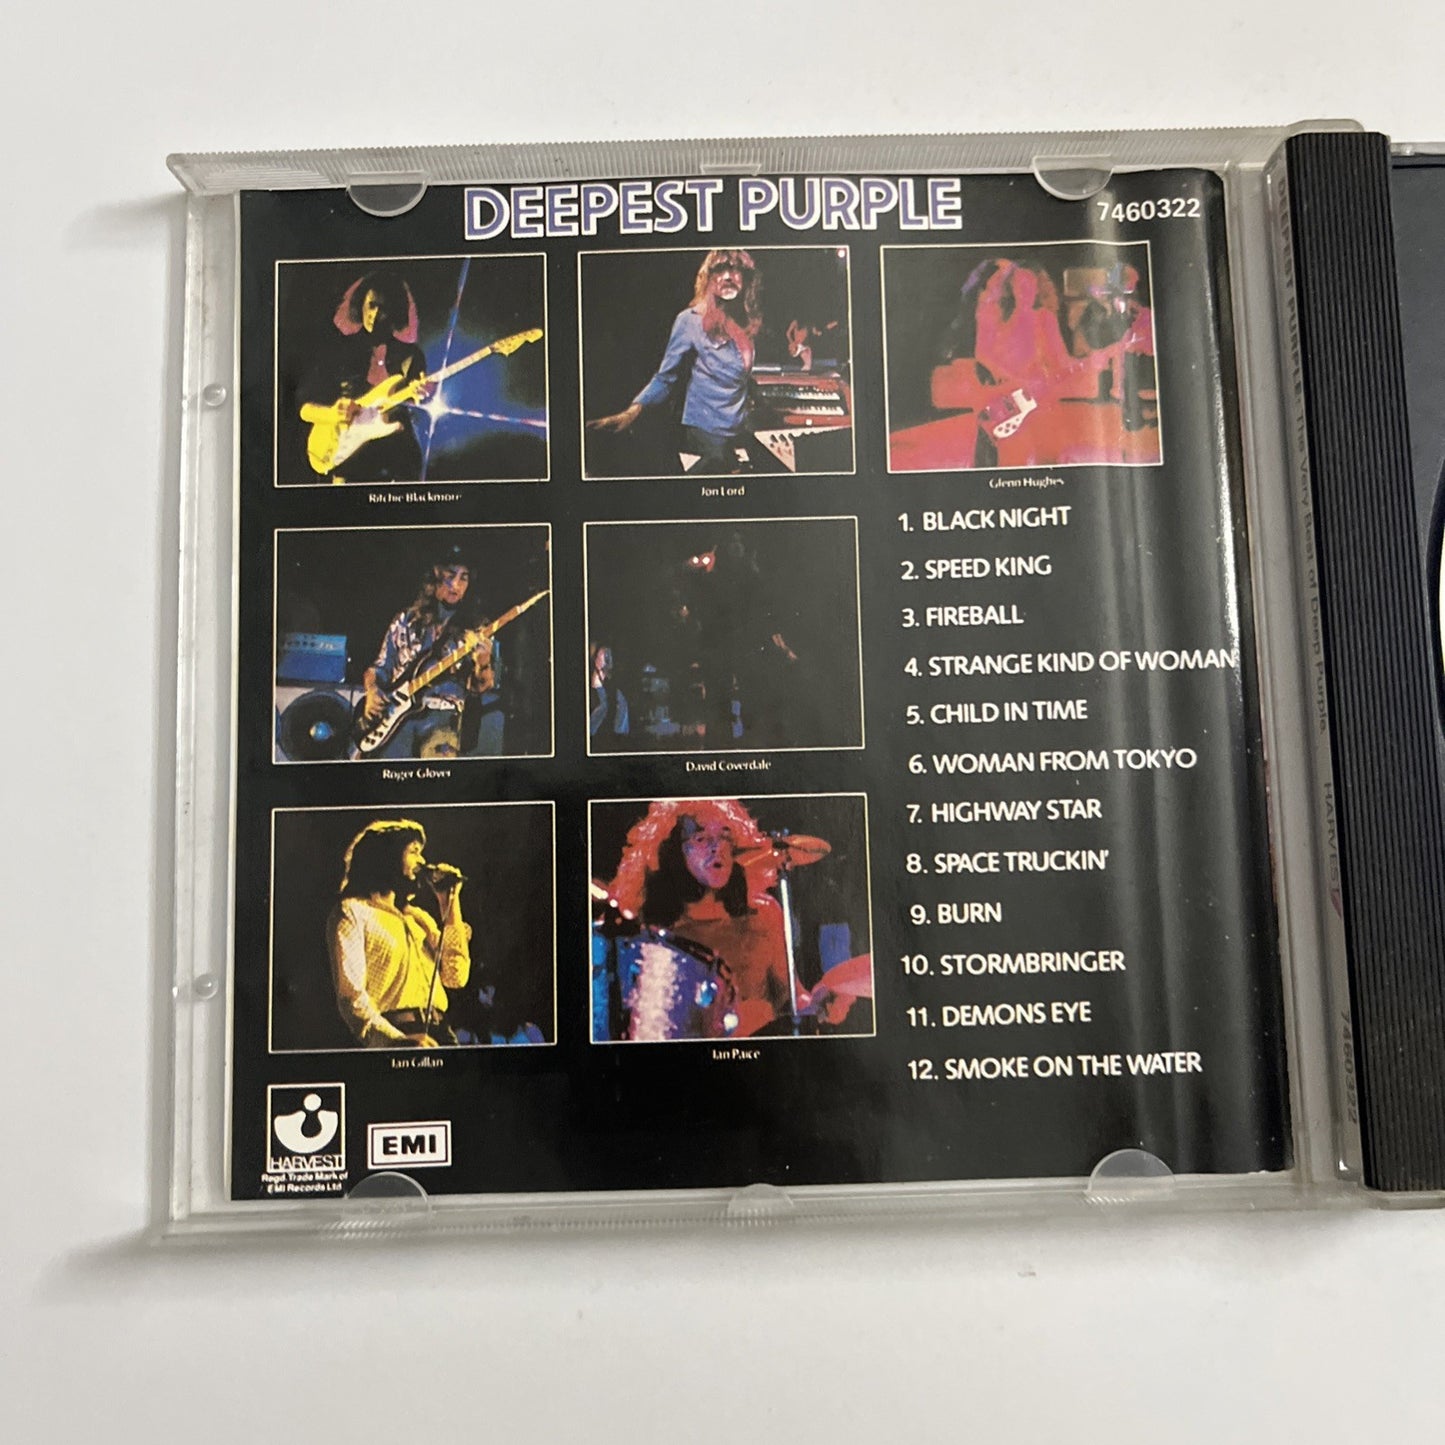 DEEPEST PURPLE
7460322
Ritchie Blackmore
Jon Lord
Glenn Hughes
Roger Glover
David Coverdale
Ian Gillan
Ian Paice
1. BLACK NIGHT
2. SPEED KING
3. FIREBALL
4. STRANGE KIND OF WOMAN
5. CHILD IN TIME
6. WOMAN FROM TOKYO
7. HIGHWAY STAR
8. SPACE TRUCKIN'
9. BURN
10. STORMBRINGER
11. DEMONS EYE
12. SMOKE ON THE WATER
HARVEST
Regd. Trade Mark of
EMI Records Ltd.
EMI
DEEPEST PURPLE: The Very Best of Deep Purple. HARVEST 7460322